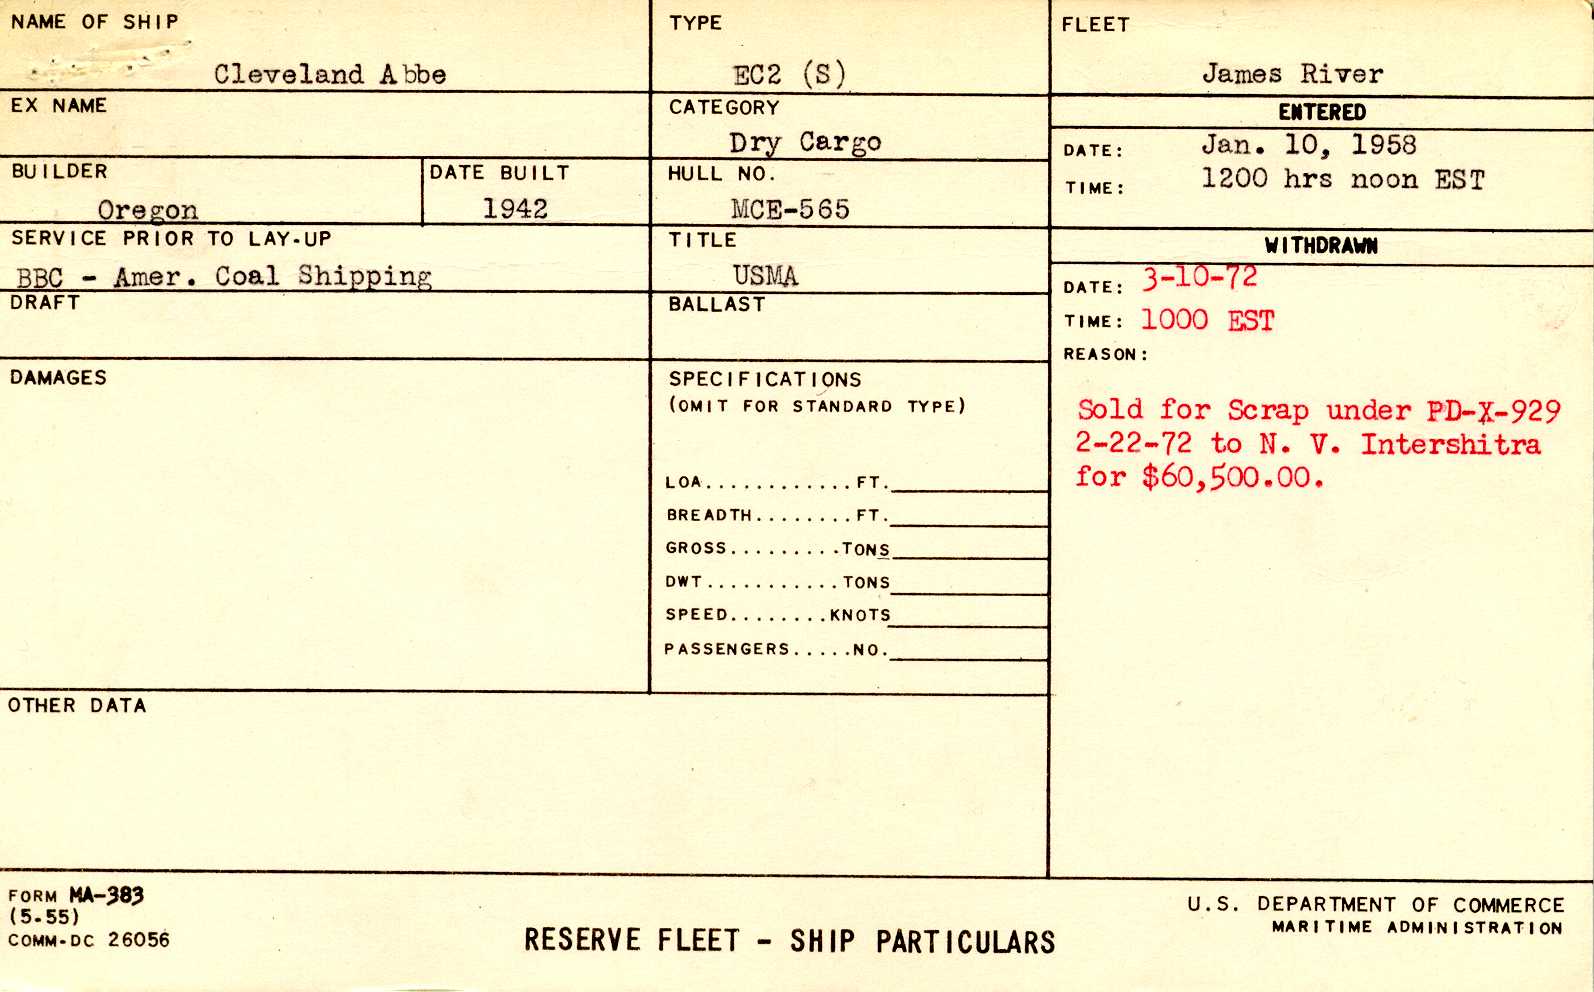 NAME OF SHIP
Cleveland Abbe
TYPE
EC2 (S)
FLEET
James River
EX NAME
CATEGORY
Dry Cargo
ENTERED
DATE: Jan. 10, 1958
TIME: 1200 hrs noon EST
BUILDER
Oregon
DATE BUILT
1942
HULL NO.
MCE-565
SERVICE PRIOR TO LAY-UP
BBC - Amer. Coal Shipping
TITLE
USMA
WITHDRAWN
DATE: 3-10-72
TIME: 1000 EST
REASON:
Sold for Scrap under PD-X-929
2-22-72 to N. V. Intershitra
for $60,500.00.
DRAFT
BALLAST
DAMAGES
SPECIFICATIONS
(OMIT FOR STANDARD TYPE)
LOA............FT.
BREADTH........FT.
GROSS.........TONS
DWT...........TONS
SPEED........KNOTS
PASSENGERS.....NO.
OTHER DATA
FORM MA-383
(5-55)
COMM-DC 26056
RESERVE FLEET - SHIP PARTICULARS
U.S. DEPARTMENT OF COMMERCE
MARITIME ADMINISTRATION